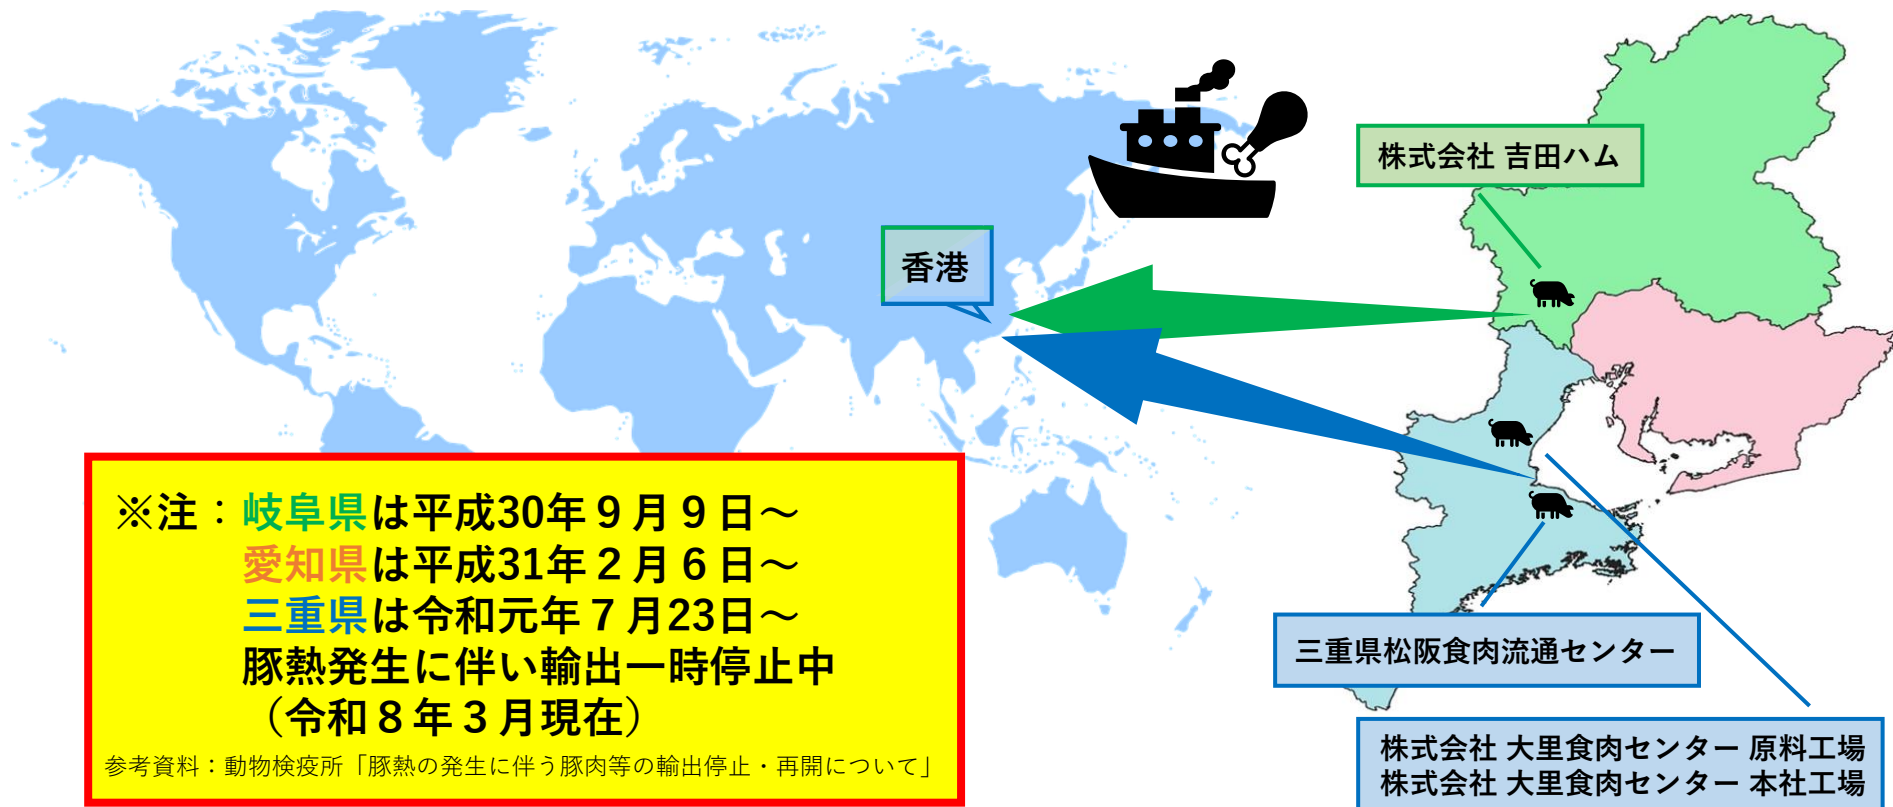 株式会社 吉田ハム
香港
※注：岐阜県は平成30年９月９日～
愛知県は平成31年２月６日～
三重県は令和元年７月23日～
豚熱発生に伴い輸出一時停止中
（令和８年３月現在）
参考資料：動物検疫所「豚熱の発生に伴う豚肉等の輸出停止・再開について」
三重県松阪食肉流通センター
株式会社 大里食肉センター 原料工場
株式会社 大里食肉センター 本社工場